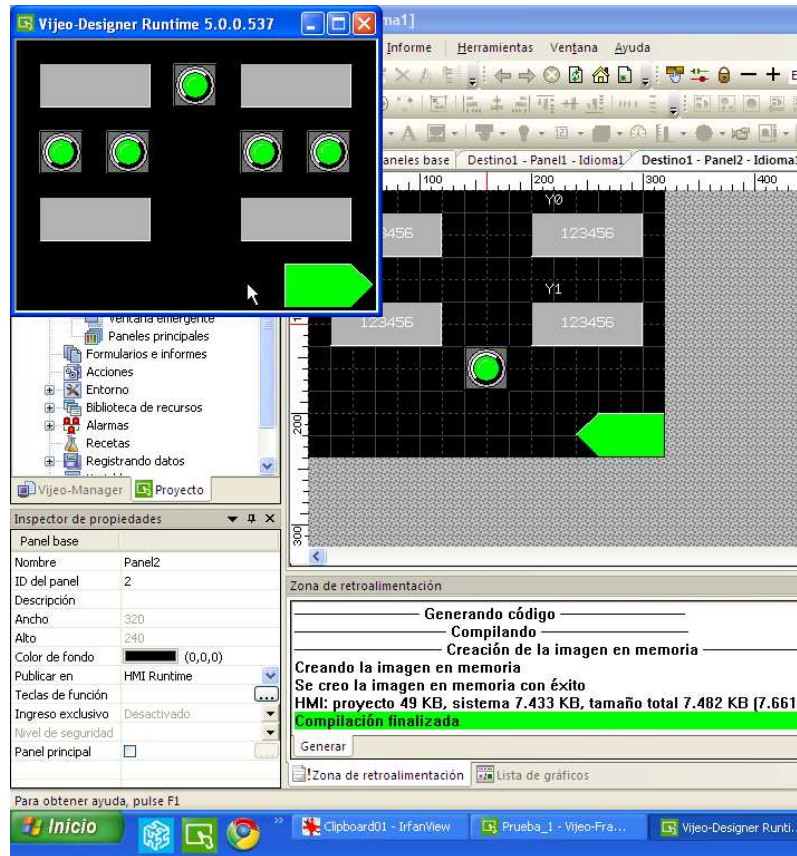 Vijeo-Designer Runtime 5.0.0.537
ma1]
Informe Herramientas Ventana Ayuda
aneles base Destino1 - Panel1 - Idioma1 Destino1 - Panel2 - Idioma1
100 200 300 400
Y0
3456 123456
Y1
123456 123456
200
300
Ventana emergente
Paneles principales
Formularios e informes
Acciones
Entorno
Biblioteca de recursos
Alarmas
Recetas
Registrando datos
Vijeo-Manager Proyecto
Inspector de propiedades
Panel base
Nombre Panel2
ID del panel 2
Descripción
Ancho 320
Alto 240
Color de fondo (0,0,0)
Publicar en HMI Runtime
Teclas de función ...
Ingreso exclusivo Desactivado
Nivel de seguridad
Panel principal
Zona de retroalimentación
Generando código
Compilando
Creación de la imagen en memoria
Creando la imagen en memoria
Se creo la imagen en memoria con éxito
HMI: proyecto 49 KB, sistema 7.433 KB, tamaño total 7.482 KB (7.661
Compilación finalizada
Generar
Zona de retroalimentación Lista de gráficos
Para obtener ayuda, pulse F1
Inicio
Clipboard01 - IrfanView Prueba_1 - Vijeo-Fra... Vijeo-Designer Runti...